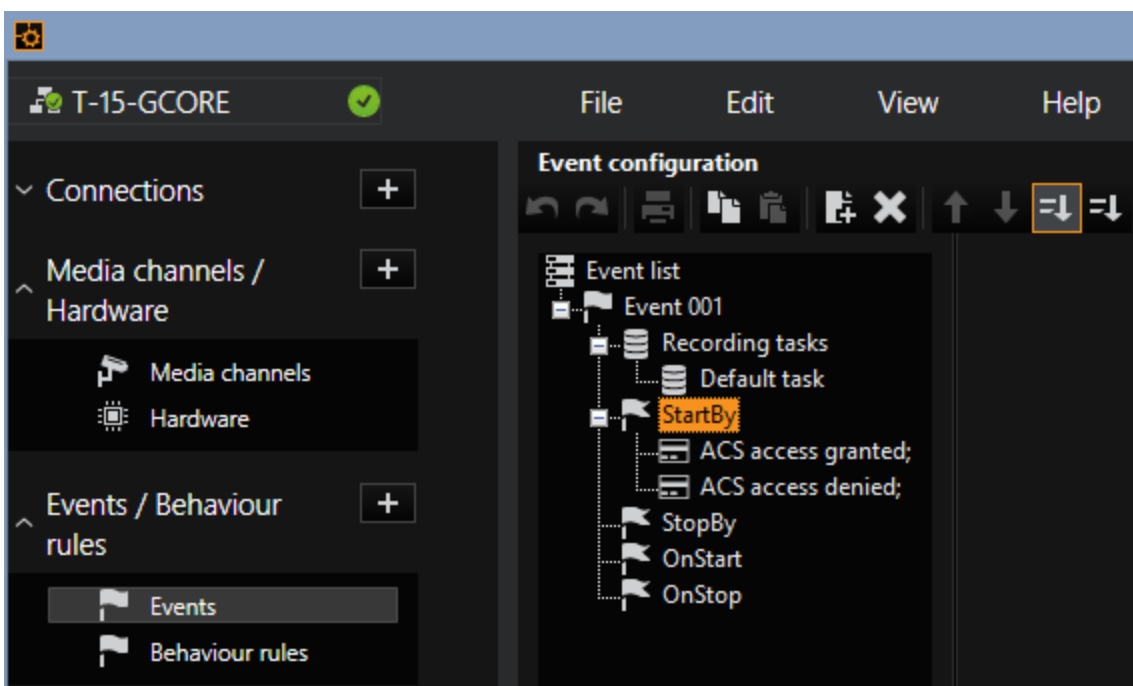 T-15-GCORE
File Edit View Help
Connections
Media channels /
Hardware
Media channels
Hardware
Events / Behaviour
rules
Events
Behaviour rules
Event configuration
Event list
Event 001
Recording tasks
Default task
StartBy
ACS access granted;
ACS access denied;
StopBy
OnStart
OnStop